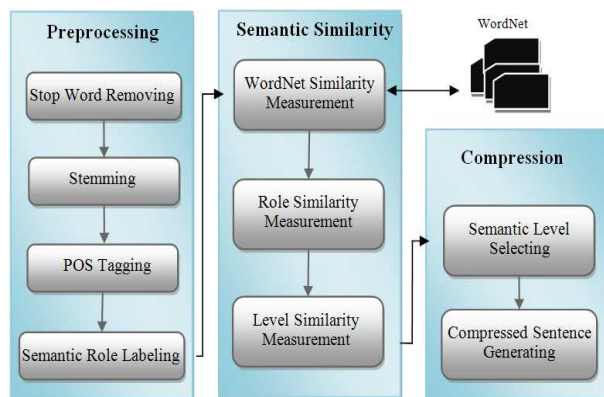 Preprocessing
Stop Word Removing
Stemming
POS Tagging
Semantic Role Labeling
Semantic Similarity
WordNet Similarity
Measurement
Role Similarity
Measurement
Level Similarity
Measurement
WordNet
Compression
Semantic Level
Selecting
Compressed Sentence
Generating